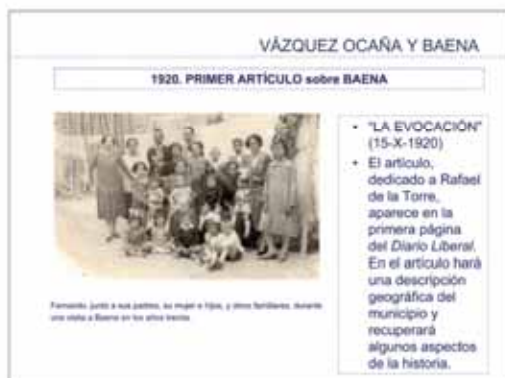 VÁZQUEZ OCAÑA Y BAENA
1920. PRIMER ARTÍCULO sobre BAENA
• "LA EVOCACIÓN"
(15-X-1920)
• El artículo,
dedicado a Rafael
de la Torre,
aparece en la
primera página
del Diario Liberal.
En el artículo hará
una descripción
geográfica del
municipio y
recuperará
algunos aspectos
de la historia.
Fernando, junto a sus padres, su mujer e hijos, y otros familiares, durante
una visita a Baena en los años treinta